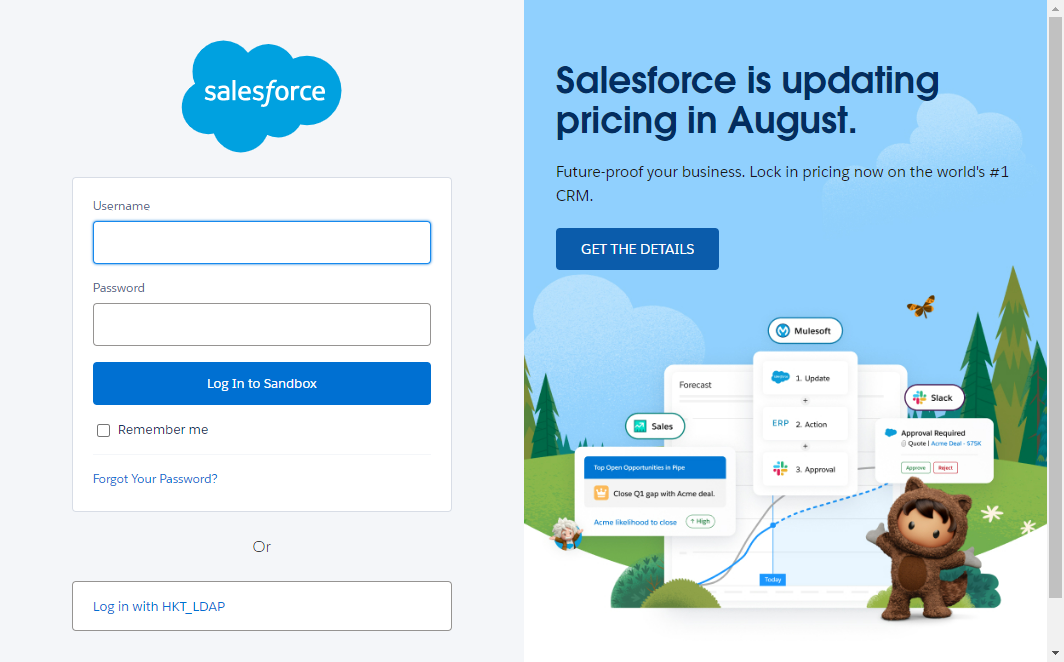 salesforce
Username
Password
Log In to Sandbox
Remember me
Forgot Your Password?
Or
Log in with HKT_LDAP
Salesforce is updating
pricing in August.
Future-proof your business. Lock in pricing now on the world's #1
CRM.
GET THE DETAILS
Mulesoft
Forecast
1. Update
+
ERP 2. Action
+
3. Approval
Slack
Approval Required
Quote | Acme Deal - $75K
Approve Reject
Sales
Top Open Opportunities in Pipe
Close Q1 gap with Acme deal.
Acme likelihood to close ↑ High
Today